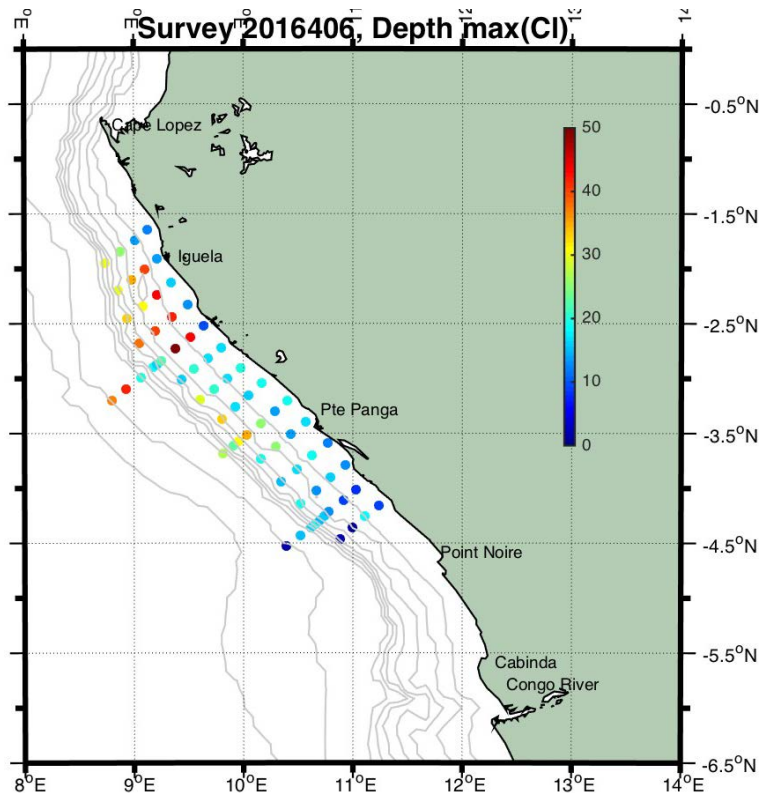 Survey 2016406, Depth max(Cl)
-0.5°N
Cape Lopez
50
40
-1.5°N
Iguela
30
20
-2.5°N
10
Pte Panga
0
-3.5°N
-4.5°N
Point Noire
-5.5°N
Cabinda
Congo River
-6.5°N
8°E 9°E 10°E 11°E 12°E 13°E 14°E